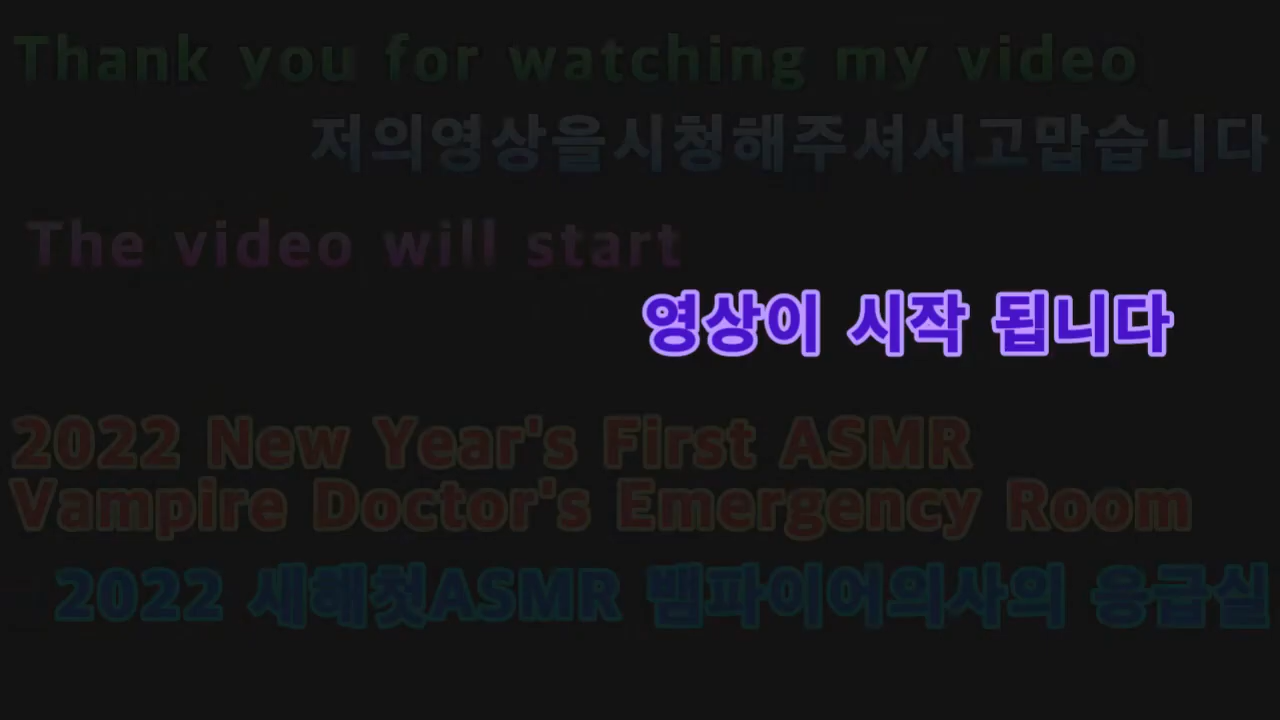 Thank you for watching my video
저의영상을시청해주셔서고맙습니다
The video will start
영상이 시작 됩니다
2022 New Year's First ASMR
Vampire Doctor's Emergency Room
2022 새해첫ASMR 뱀파이어의사의 응급실